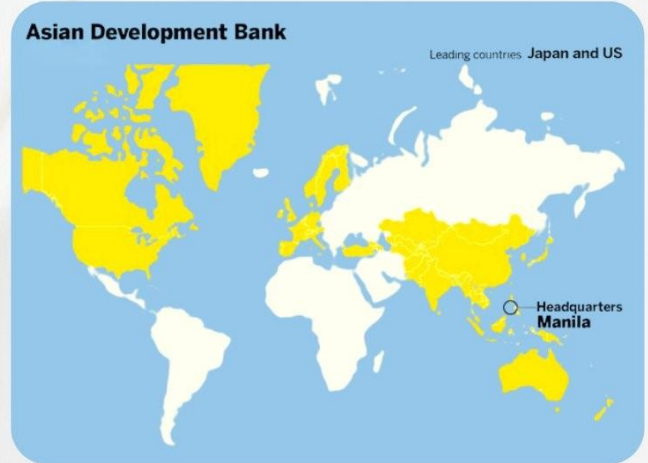 Asian Development Bank
Leading countries Japan and US
Headquarters
Manila